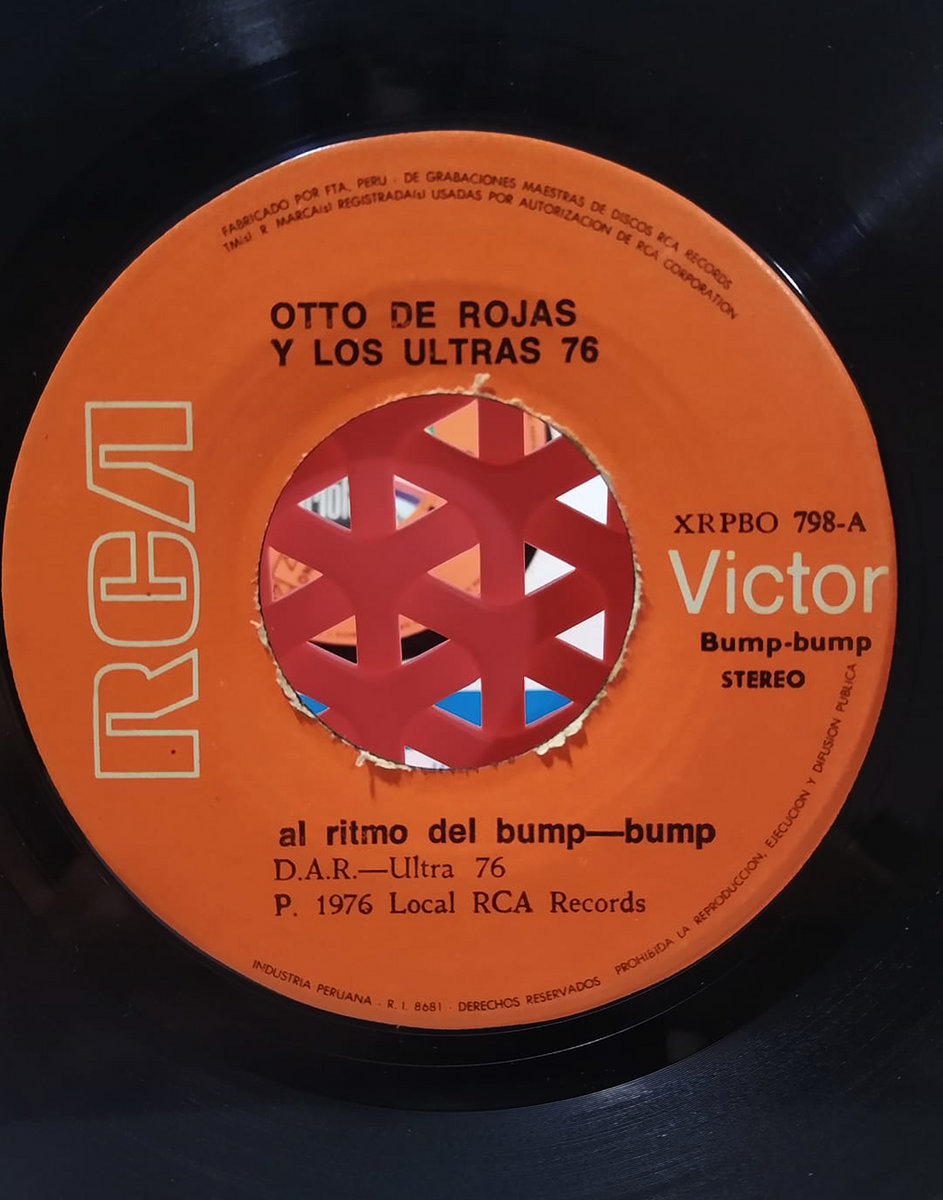 FABRICADO POR FTA. PERU - DE GRABACIONES MAESTRAS DE DISCOS RCA RECORDS
TM(s) R MARCA(s) REGISTRADA(s) USADAS POR AUTORIZACION DE RCA CORPORATION
OTTO DE ROJAS
Y LOS ULTRAS 76
RCA
XRPBO 798-A
Victor
Bump-bump
STEREO
al ritmo del bump—bump
D.A.R.—Ultra 76
P. 1976 Local RCA Records
INDUSTRIA PERUANA - R. I. 8681 - DERECHOS RESERVADOS PROHIBIDA LA REPRODUCCION, EJECUCION Y DIFUSION PUBLICA